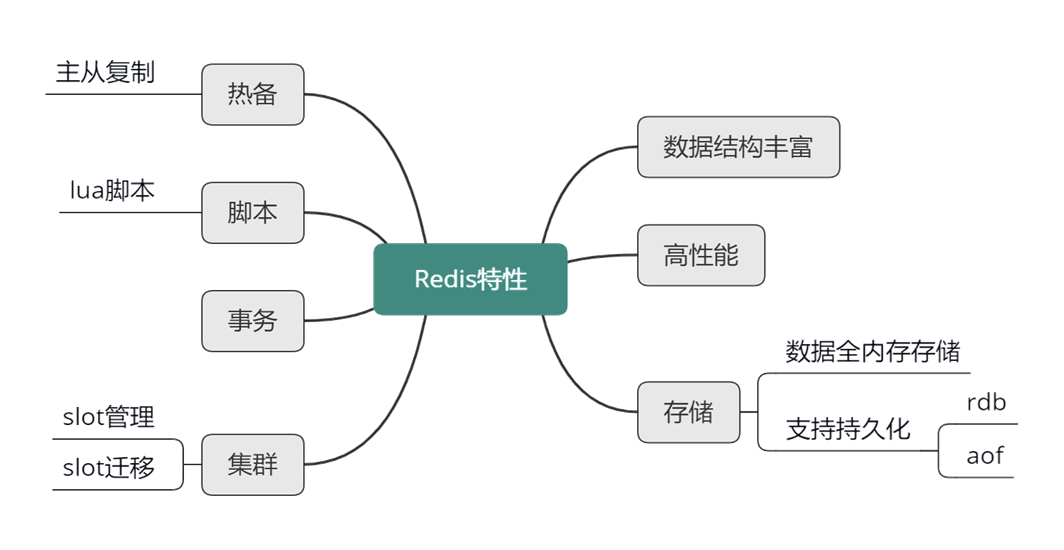 主从复制
热备
lua脚本
脚本
事务
slot管理
slot迁移
集群
Redis特性
数据结构丰富
高性能
存储
数据全内存存储
支持持久化
rdb
aof